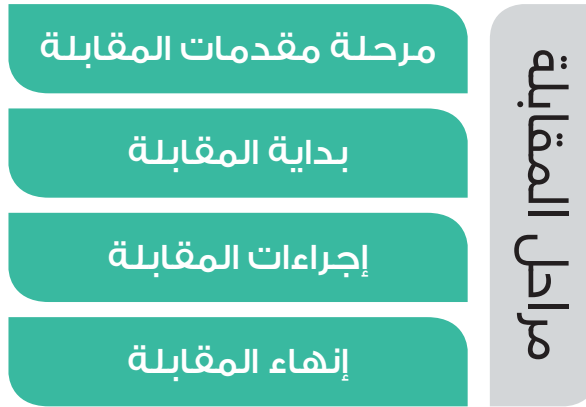 مراحل المقابلة
مرحلة مقدمات المقابلة
بداية المقابلة
إجراءات المقابلة
إنهاء المقابلة